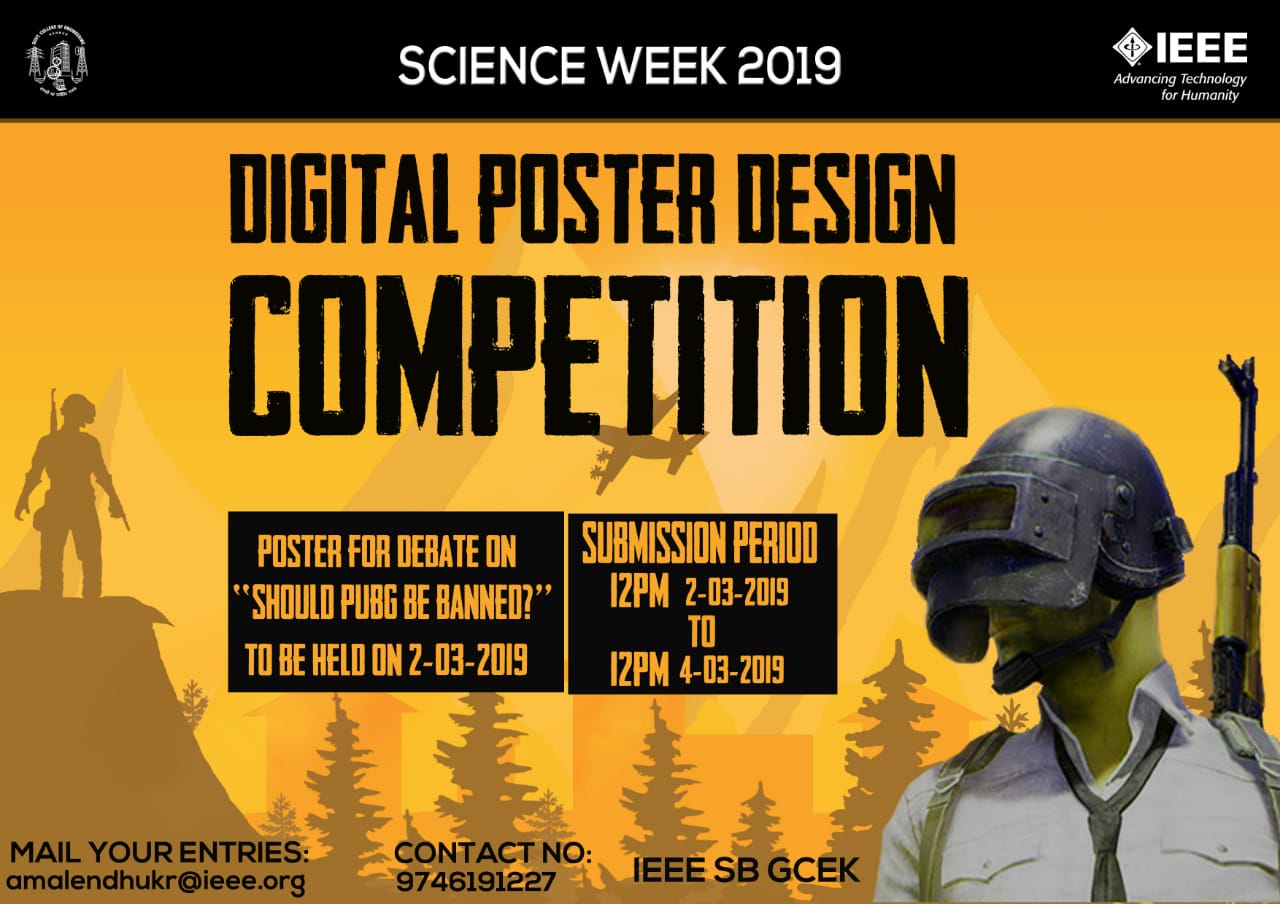 SCIENCE WEEK 2019
IEEE
Advancing Technology
for Humanity
DIGITAL POSTER DESIGN
COMPETITION
POSTER FOR DEBATE ON
“SHOULD PUBG BE BANNED?”
TO BE HELD ON 2-03-2019
SUBMISSION PERIOD
12PM 2-03-2019
TO
12PM 4-03-2019
MAIL YOUR ENTRIES:
amalendhukr@ieee.org
CONTACT NO:
9746191227
IEEE SB GCEK